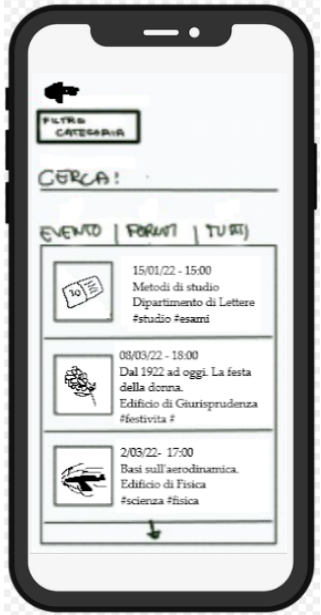 FILTRO
CATEGORIA
CERCA:
EVENTO | FORUM | TUTTI
15/01/22 - 15:00
Metodi di studio
Dipartimento di Lettere
#studio #esami
08/03/22 - 18:00
Dal 1922 ad oggi. La festa
della donna.
Edificio di Giurisprudenza
#festivita #
2/03/22- 17:00
Basi sull'aerodinamica.
Edificio di Fisica
#scienza #fisica